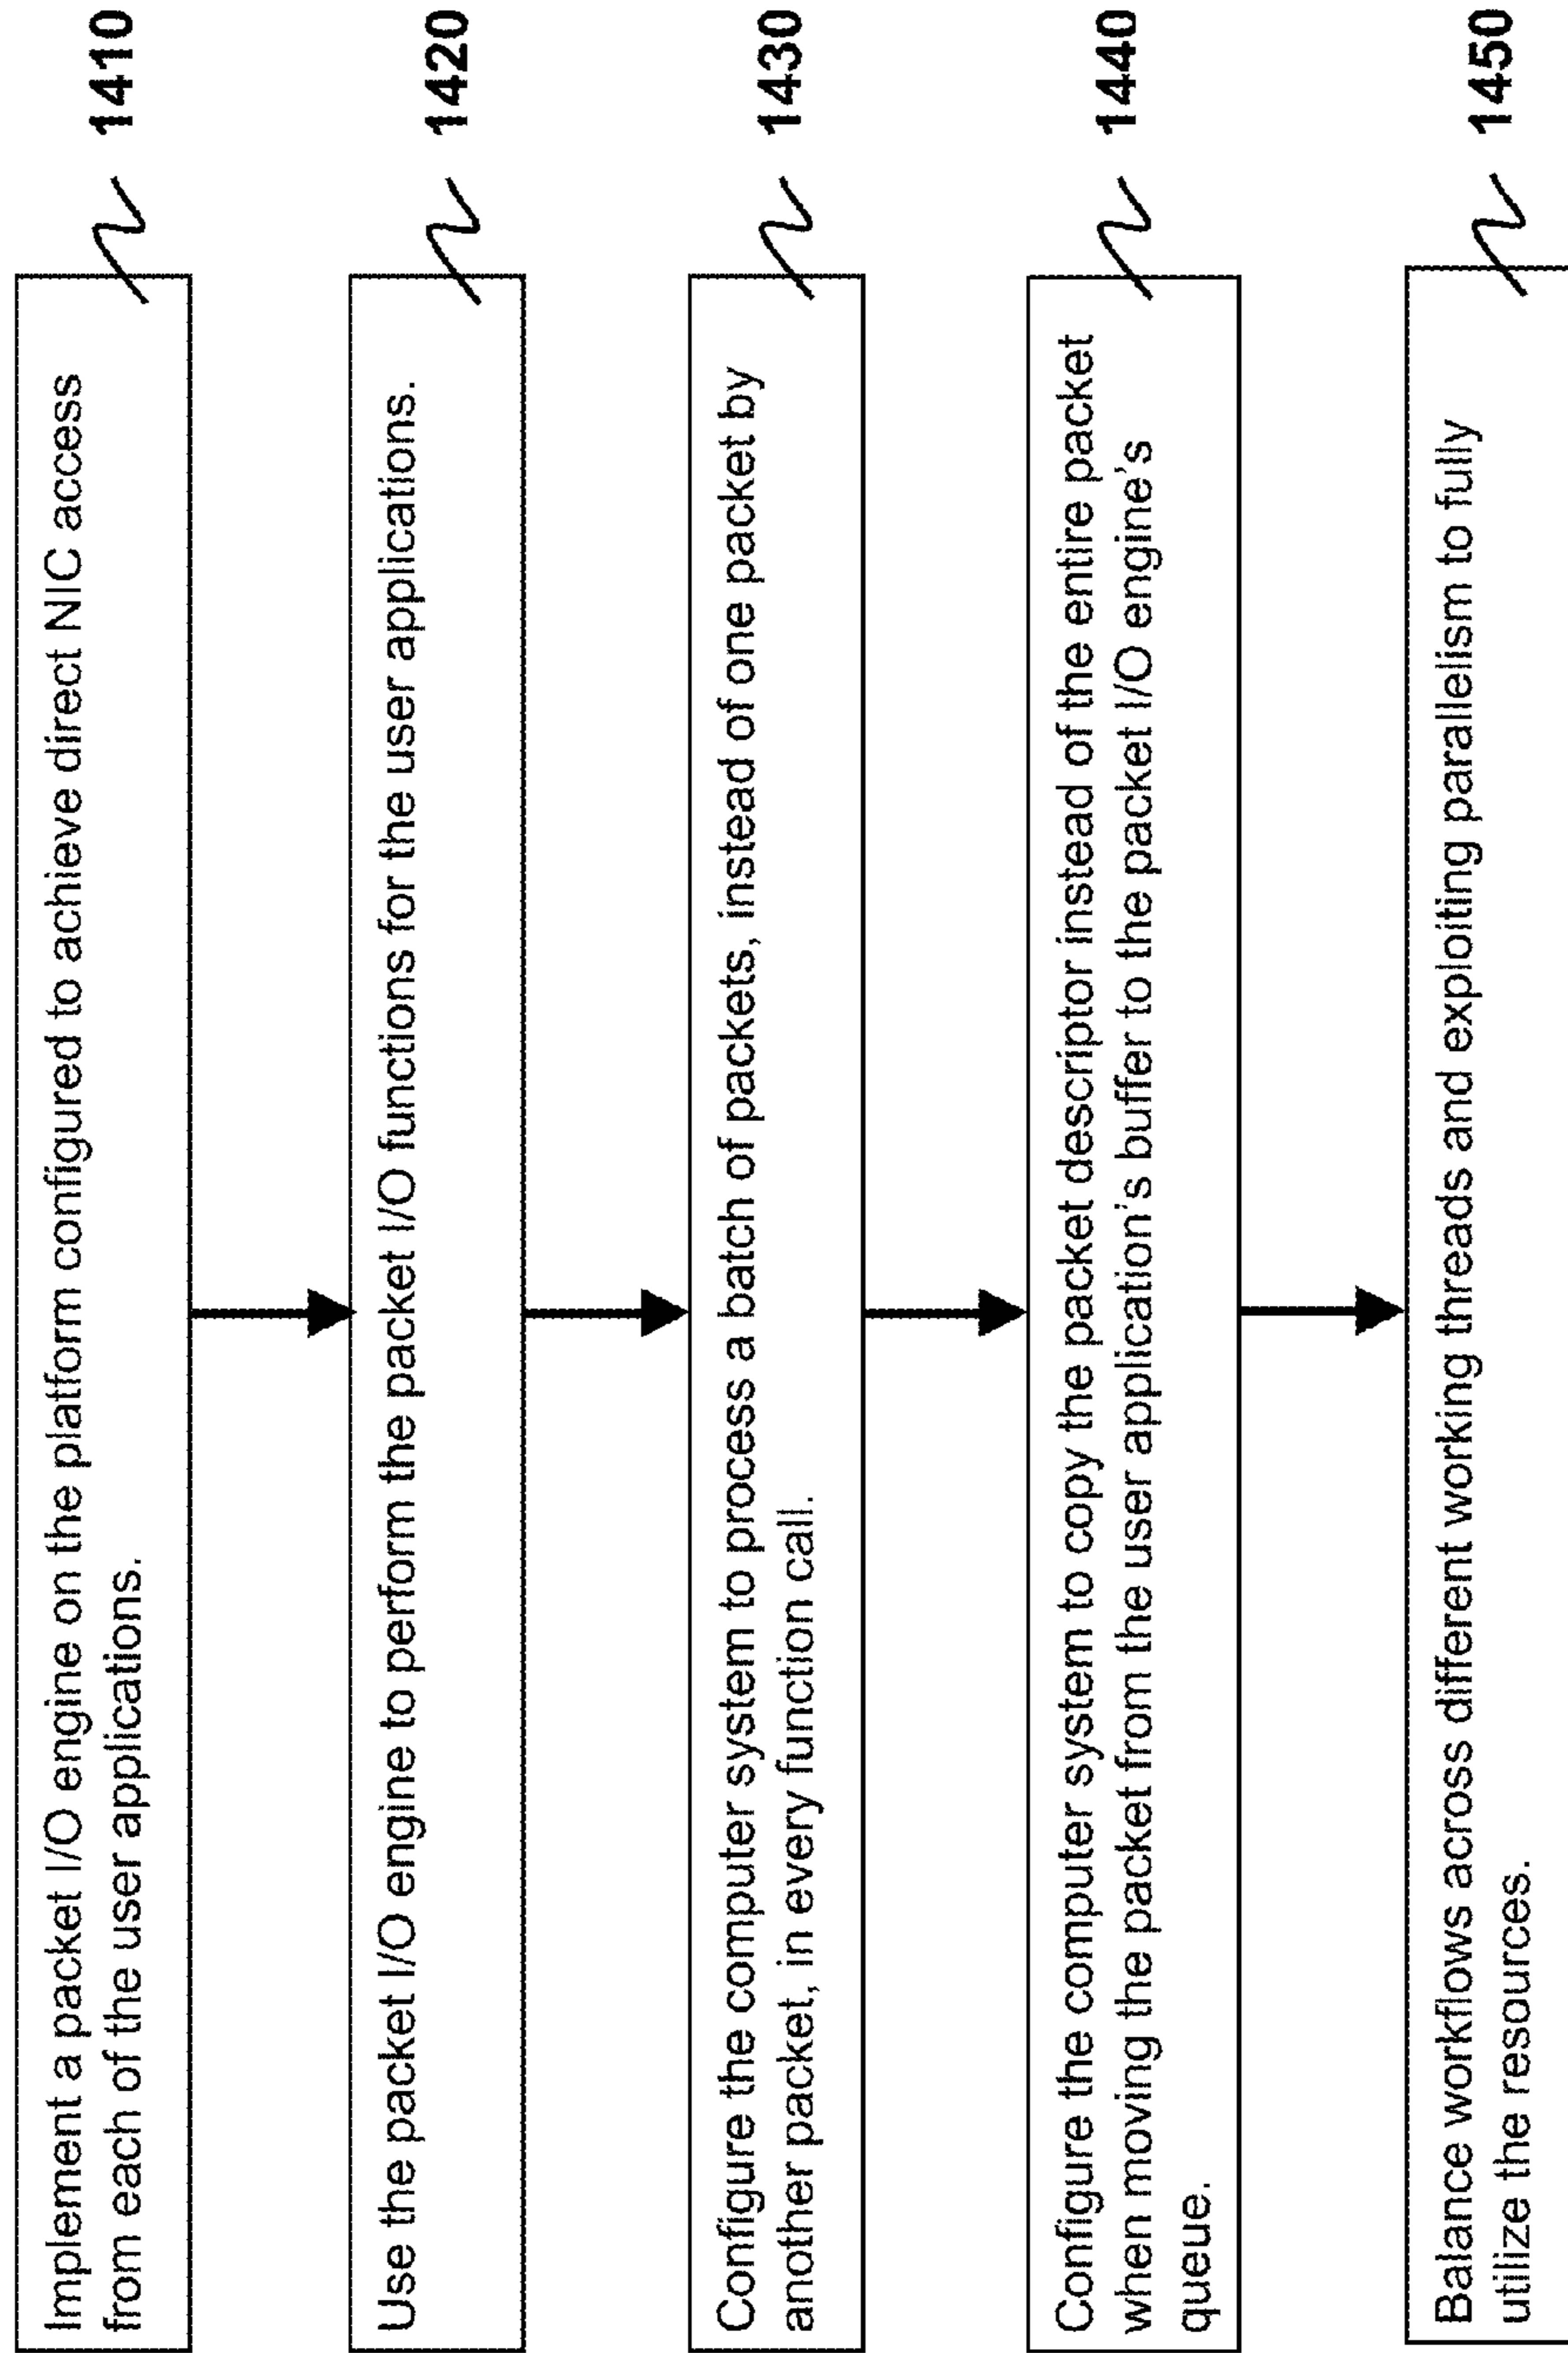 Implement a packet I/O engine on the platform configured to achieve direct NIC access
from each of the user applications.
1410
Use the packet I/O engine to perform the packet I/O functions for the user applications.
1420
Configure the computer system to process a batch of packets, instead of one packet by
another packet, in every function call.
1430
Configure the computer system to copy the packet descriptor instead of the entire packet
when moving the packet from the user application's buffer to the packet I/O engine's
queue.
1440
Balance workflows across different working threads and exploiting parallelism to fully
utilize the resources.
1450